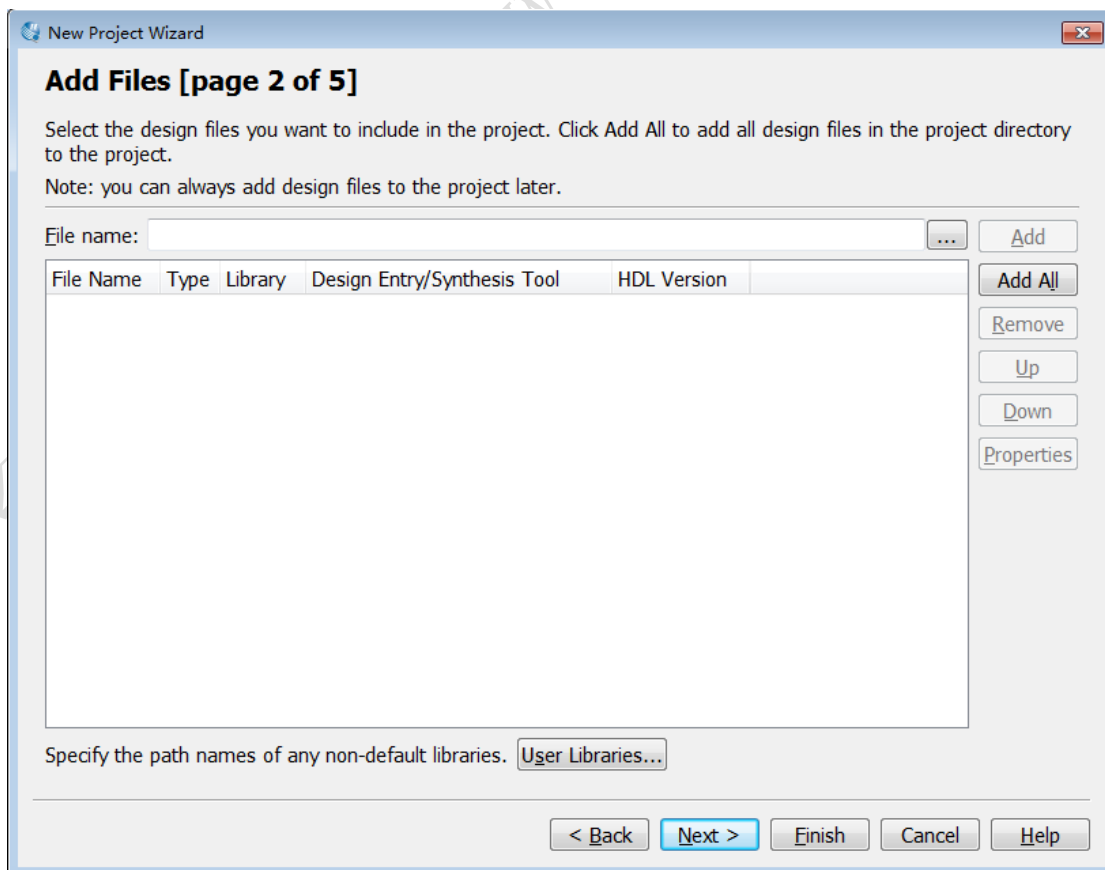 New Project Wizard
Add Files [page 2 of 5]
Select the design files you want to include in the project. Click Add All to add all design files in the project directory
to the project.
Note: you can always add design files to the project later.
File name: ... Add
File Name Type Library Design Entry/Synthesis Tool HDL Version Add All
Remove
Up
Down
Properties
Specify the path names of any non-default libraries. User Libraries...
< Back Next > Finish Cancel Help